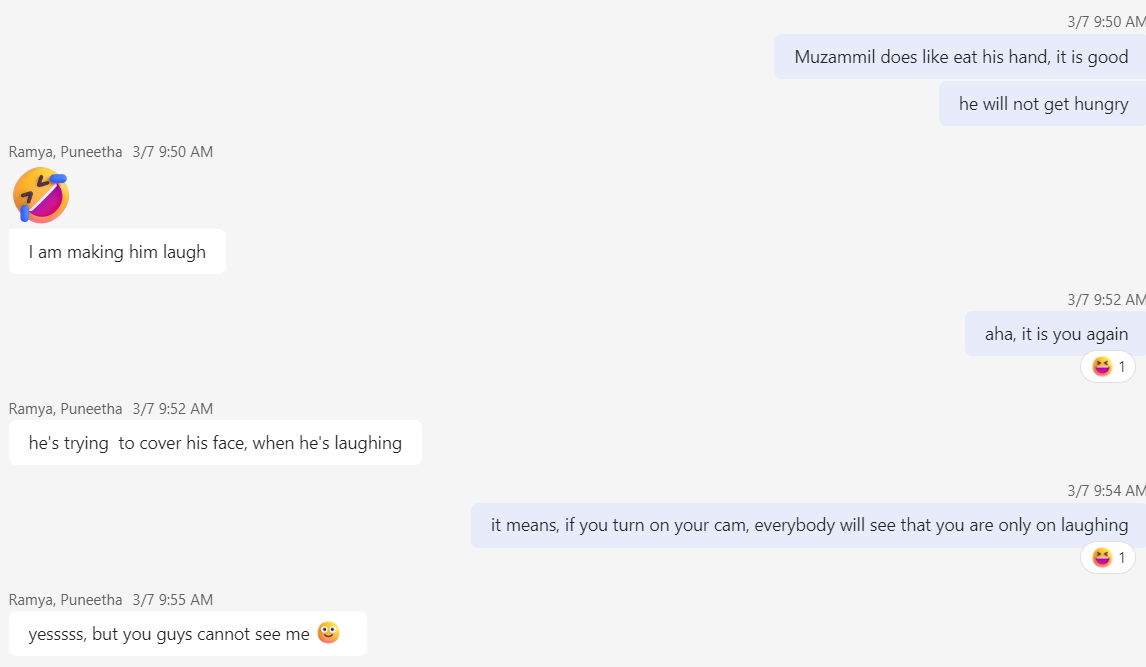 3/7 9:50 AM
Muzammil does like eat his hand, it is good
he will not get hungry
Ramya, Puneetha 3/7 9:50 AM
I am making him laugh
3/7 9:52 AM
aha, it is you again
1
Ramya, Puneetha 3/7 9:52 AM
he's trying  to cover his face, when he's laughing
3/7 9:54 AM
it means, if you turn on your cam, everybody will see that you are only on laughing
1
Ramya, Puneetha 3/7 9:55 AM
yesssss, but you guys cannot see me